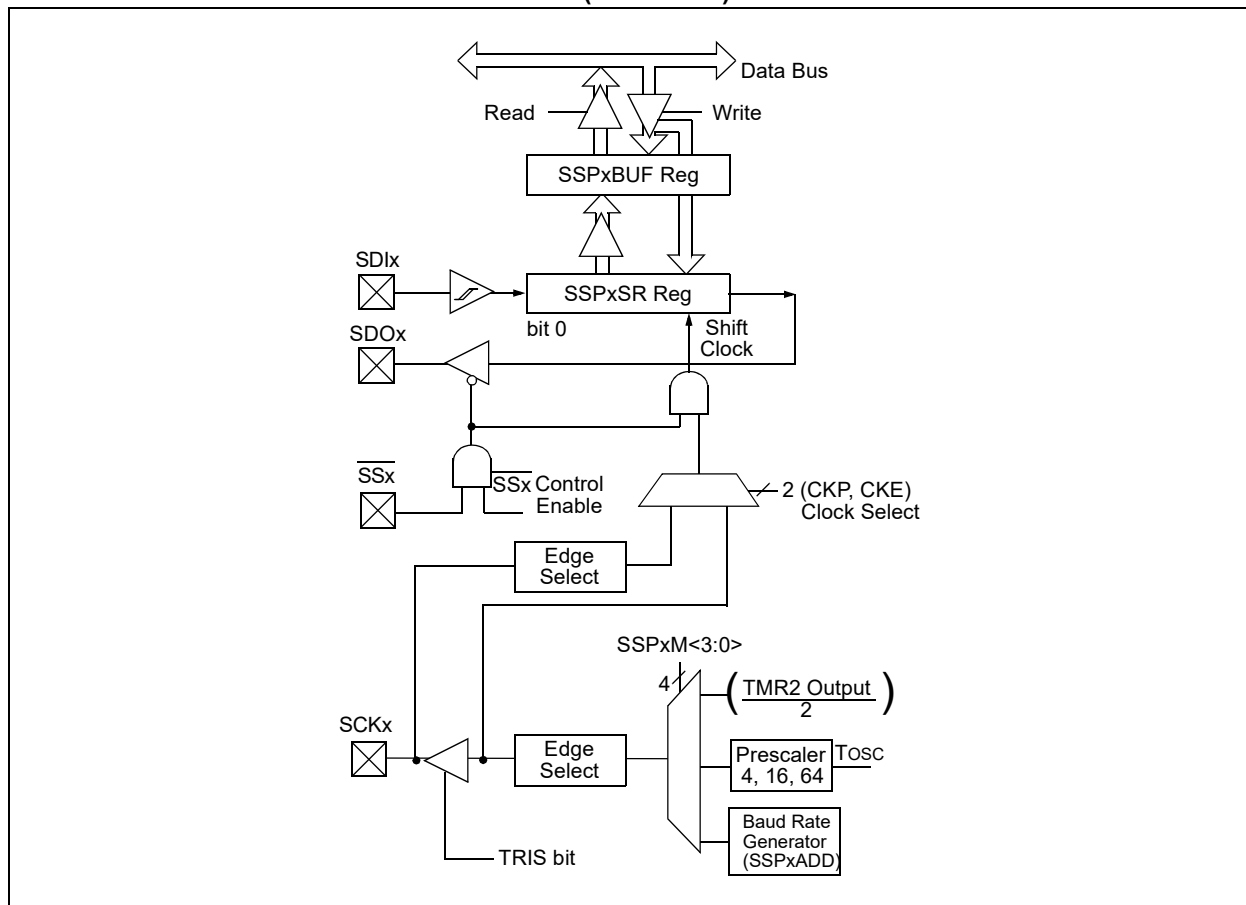 Data Bus
Read
Write
SSPxBUF Reg
SDIx
SSPxSR Reg
bit 0
Shift
Clock
SDOx
SSx
SSx Control
Enable
2 (CKP, CKE)
Clock Select
Edge
Select
SSPxM<3:0>
4
(TMR2 Output)
2
SCKx
Edge
Select
Prescaler
4, 16, 64
TOSC
Baud Rate
Generator
(SSPxADD)
TRIS bit